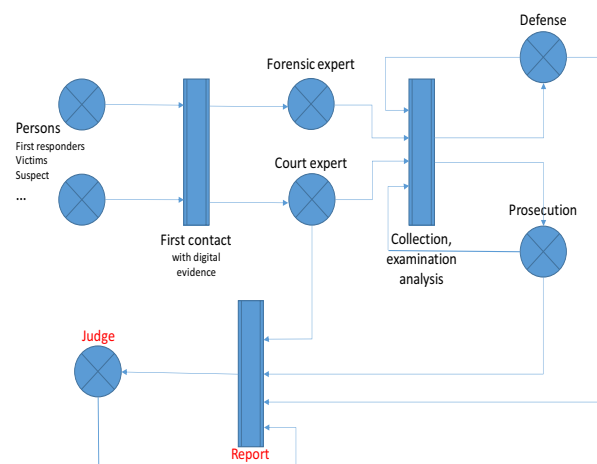 Defense
Forensic expert
Persons
First responders
Victims
Suspect
...
Court expert
First contact
with digital
evidence
Collection,
examination
analysis
Prosecution
Judge
Report